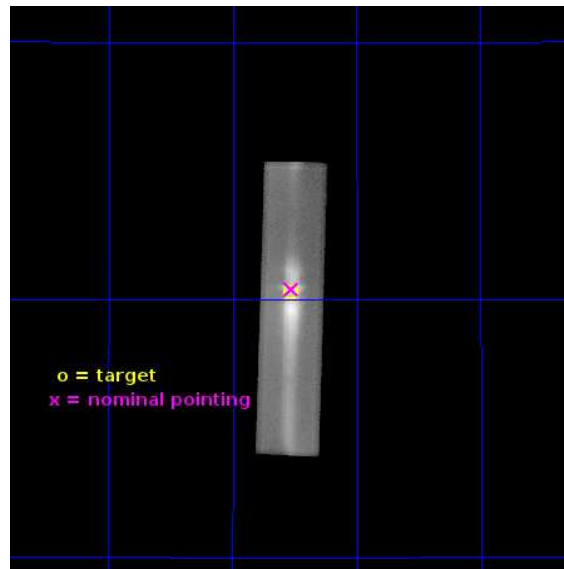 o = target
x = nominal pointing